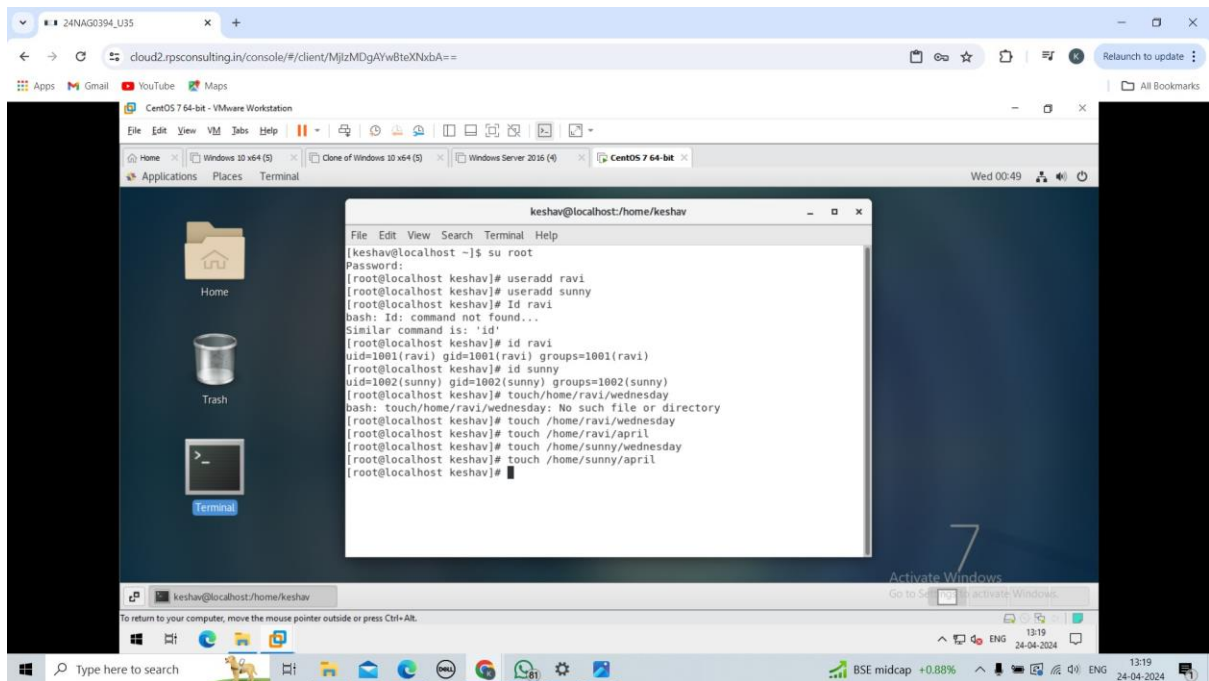 24NAG0394_U35
cloud2.rpsconsulting.in/console/#/client/MjIzMDgAYwBteXNxbA==
K
Relaunch to update
Apps Gmail YouTube Maps
All Bookmarks
CentOS 7 64-bit - VMware Workstation
File Edit View VM Tabs Help
Home Windows 10 x64 (5) Clone of Windows 10 x64 (5) Windows Server 2016 (4) CentOS 7 64-bit
Applications Places Terminal
Wed 00:49
keshav@localhost:/home/keshav
File Edit View Search Terminal Help
[keshav@localhost ~]$ su root
Password:
[root@localhost keshav]# useradd ravi
[root@localhost keshav]# useradd sunny
[root@localhost keshav]# Id ravi
bash: Id: command not found...
Similar command is: 'id'
[root@localhost keshav]# id ravi
uid=1001(ravi) gid=1001(ravi) groups=1001(ravi)
[root@localhost keshav]# id sunny
uid=1002(sunny) gid=1002(sunny) groups=1002(sunny)
[root@localhost keshav]# touch/home/ravi/wednesday
bash: touch/home/ravi/wednesday: No such file or directory
[root@localhost keshav]# touch /home/ravi/wednesday
[root@localhost keshav]# touch /home/ravi/april
[root@localhost keshav]# touch /home/sunny/wednesday
[root@localhost keshav]# touch /home/sunny/april
[root@localhost keshav]#
Home
Trash
Terminal
7
Activate Windows
Go to Settings to activate Windows.
keshav@localhost:/home/keshav
To return to your computer, move the mouse pointer outside or press Ctrl+Alt.
ENG
13:19
24-04-2024
Type here to search
DELL
81
BSE midcap +0.88%
ENG
13:19
24-04-2024